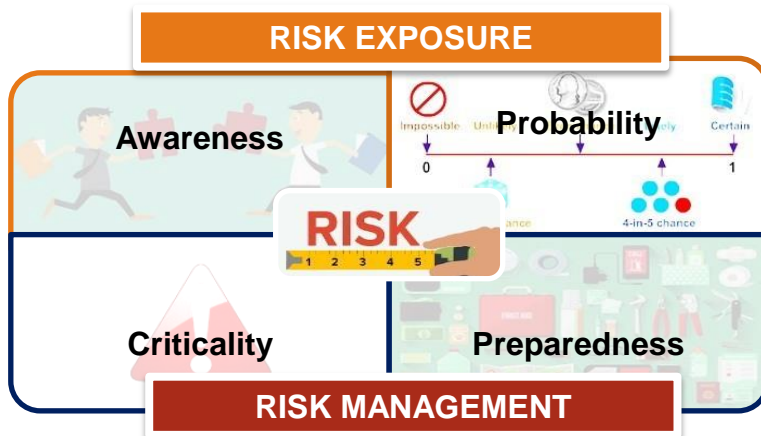 RISK EXPOSURE
Awareness
Probability
Impossible
Certain
0
1
4-in-5 chance
RISK
1 2 3 4 5
Criticality
Preparedness
RISK MANAGEMENT